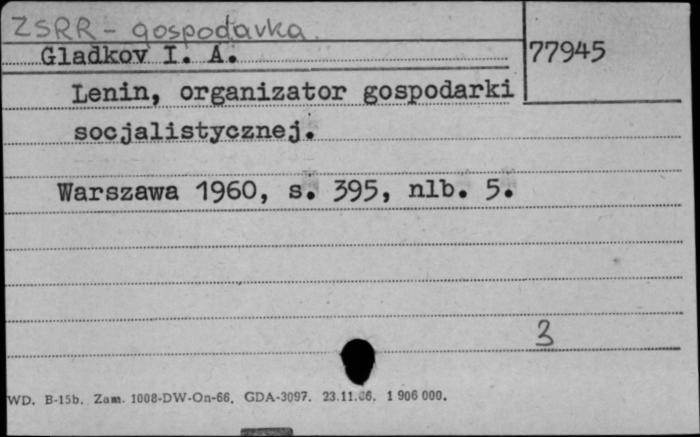 ZSRR - gospodarka.
Gladkov I. A.
77945
Lenin, organizator gospodarki
socjalistycznej.
Warszawa 1960, s. 395, nlb. 5.
3
WD. B-15b. Zam. 1008-DW-On-66. GDA-3097. 23.11.66. 1 906 000.